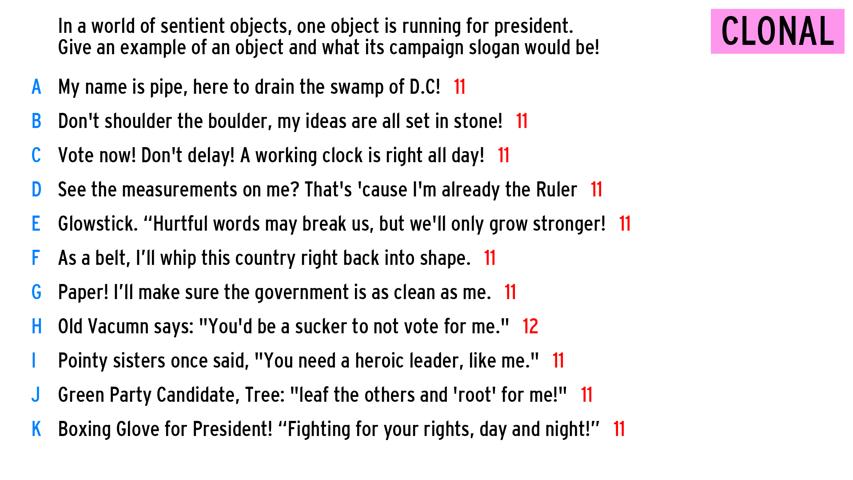 In a world of sentient objects, one object is running for president.
Give an example of an object and what its campaign slogan would be!
CLONAL
A My name is pipe, here to drain the swamp of D.C! 11
B Don't shoulder the boulder, my ideas are all set in stone! 11
C Vote now! Don't delay! A working clock is right all day! 11
D See the measurements on me? That's 'cause I'm already the Ruler 11
E Glowstick. “Hurtful words may break us, but we'll only grow stronger! 11
F As a belt, I’ll whip this country right back into shape. 11
G Paper! I’ll make sure the government is as clean as me. 11
H Old Vacumn says: "You'd be a sucker to not vote for me." 12
I Pointy sisters once said, "You need a heroic leader, like me." 11
J Green Party Candidate, Tree: "leaf the others and 'root' for me!" 11
K Boxing Glove for President! “Fighting for your rights, day and night!” 11